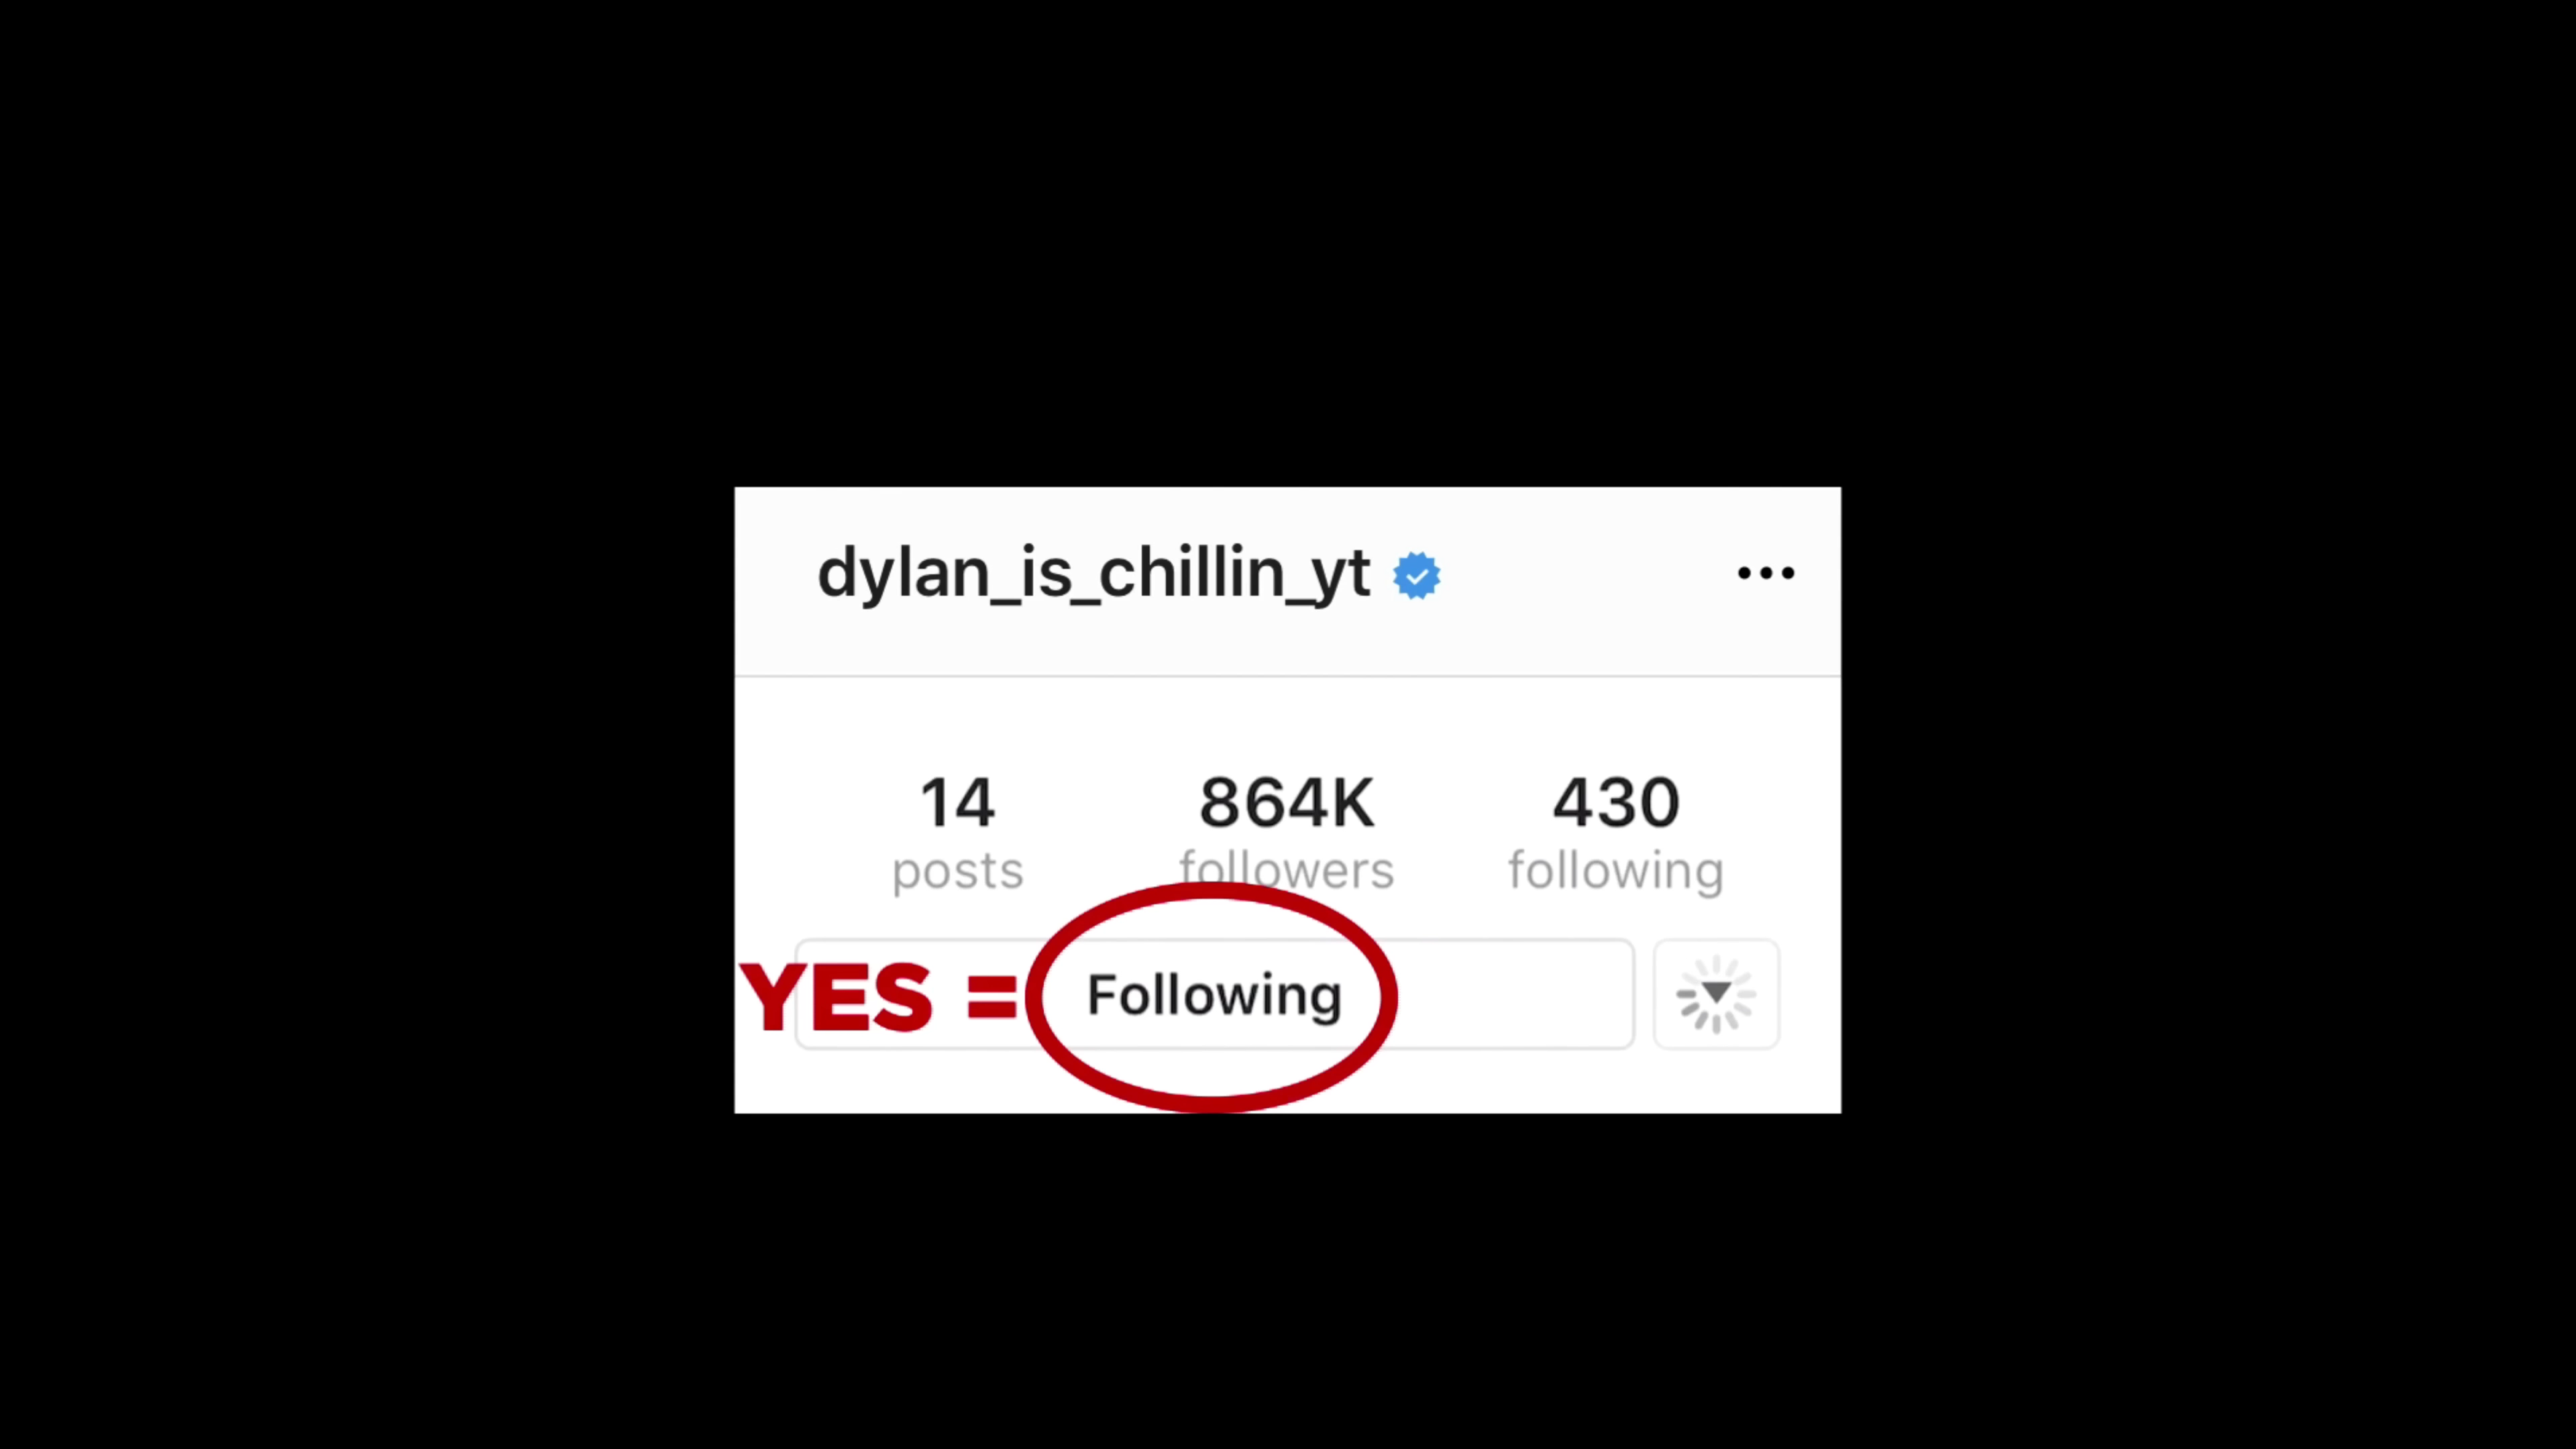 dylan_is_chillin_yt
14 864K 430
posts followers following
YES = Following